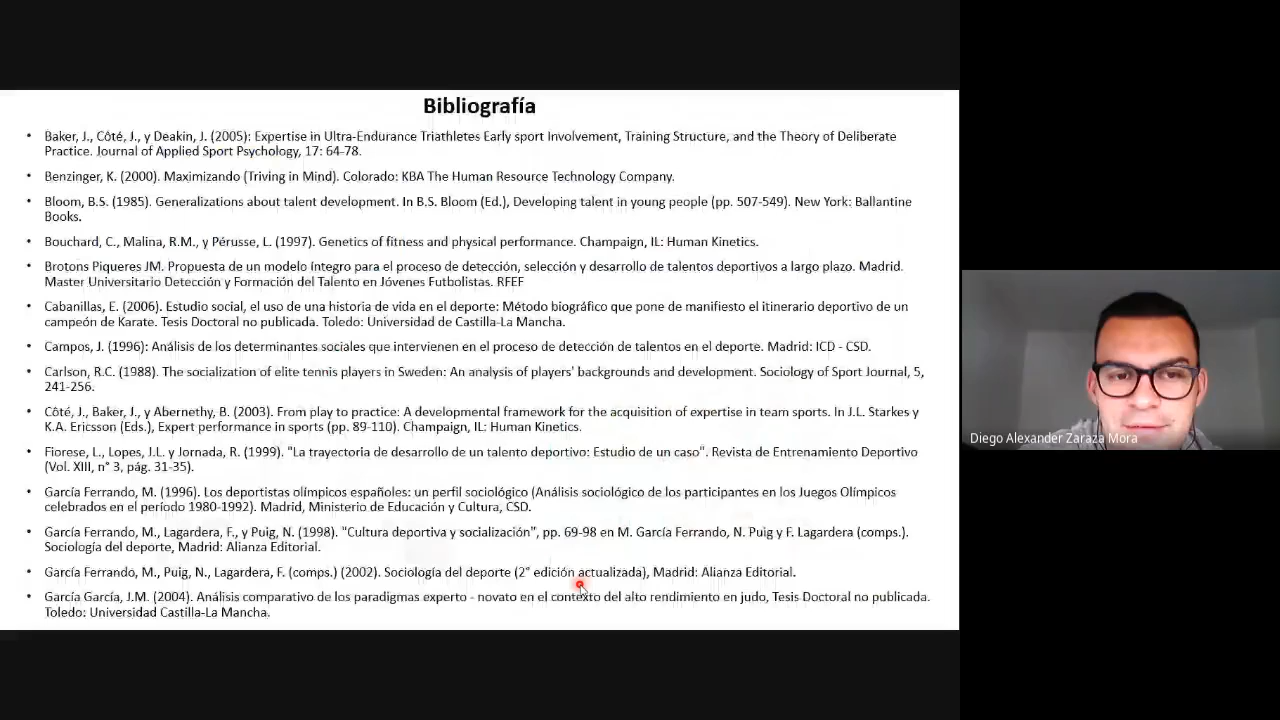 Bibliografía
• Baker, J., Côté, J., y Deakin, J. (2005): Expertise in Ultra-Endurance Triathletes Early sport Involvement, Training Structure, and the Theory of Deliberate
Practice. Journal of Applied Sport Psychology, 17: 64-78.
• Benzinger, K. (2000). Maximizando (Triving in Mind). Colorado: KBA The Human Resource Technology Company.
• Bloom, B.S. (1985). Generalizations about talent development. In B.S. Bloom (Ed.), Developing talent in young people (pp. 507-549). New York: Ballantine
Books.
• Bouchard, C., Malina, R.M., y Pérusse, L. (1997). Genetics of fitness and physical performance. Champaign, IL: Human Kinetics.
• Brotons Piqueres JM. Propuesta de un modelo íntegro para el proceso de detección, selección y desarrollo de talentos deportivos a largo plazo. Madrid.
Master Universitario Detección y Formación del Talento en Jóvenes Futbolistas. RFEF
• Cabanillas, E. (2006). Estudio social, el uso de una historia de vida en el deporte: Método biográfico que pone de manifiesto el itinerario deportivo de un
campeón de Karate. Tesis Doctoral no publicada. Toledo: Universidad de Castilla-La Mancha.
• Campos, J. (1996): Análisis de los determinantes sociales que intervienen en el proceso de detección de talentos en el deporte. Madrid: ICD - CSD.
• Carlson, R.C. (1988). The socialization of elite tennis players in Sweden: An analysis of players' backgrounds and development. Sociology of Sport Journal, 5,
241-256.
• Côté, J., Baker, J., y Abernethy, B. (2003). From play to practice: A developmental framework for the acquisition of expertise in team sports. In J.L. Starkes y
K.A. Ericsson (Eds.), Expert performance in sports (pp. 89-110). Champaign, IL: Human Kinetics.
• Fiorese, L., Lopes, J.L. y Jornada, R. (1999). "La trayectoria de desarrollo de un talento deportivo: Estudio de un caso". Revista de Entrenamiento Deportivo
(Vol. XIII, n° 3, pág. 31-35).
• García Ferrando, M. (1996). Los deportistas olímpicos españoles: un perfil sociológico (Análisis sociológico de los participantes en los Juegos Olímpicos
celebrados en el período 1980-1992). Madrid, Ministerio de Educación y Cultura, CSD.
• García Ferrando, M., Lagardera, F., y Puig, N. (1998). "Cultura deportiva y socialización", pp. 69-98 en M. García Ferrando, N. Puig y F. Lagardera (comps.).
Sociología del deporte, Madrid: Alianza Editorial.
• García Ferrando, M., Puig, N., Lagardera, F. (comps.) (2002). Sociología del deporte (2° edición actualizada), Madrid: Alianza Editorial.
• García García, J.M. (2004). Análisis comparativo de los paradigmas experto - novato en el contexto del alto rendimiento en judo, Tesis Doctoral no publicada.
Toledo: Universidad Castilla-La Mancha.
Diego Alexander Zaraza Mora